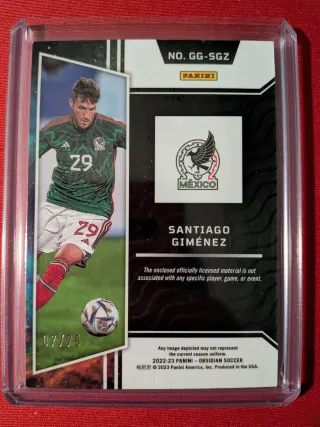 NO. GG-SGZ
PANINI
29
29
MÉXICO
SANTIAGO
GIMÉNEZ
The enclosed officially licensed material is not
associated with any specific player, game, or event.
Any image depicted may not represent
the current season uniform.
2022-23 PANINI - OBSIDIAN SOCCER
© 2023 Panini America, Inc. Produced in the USA.